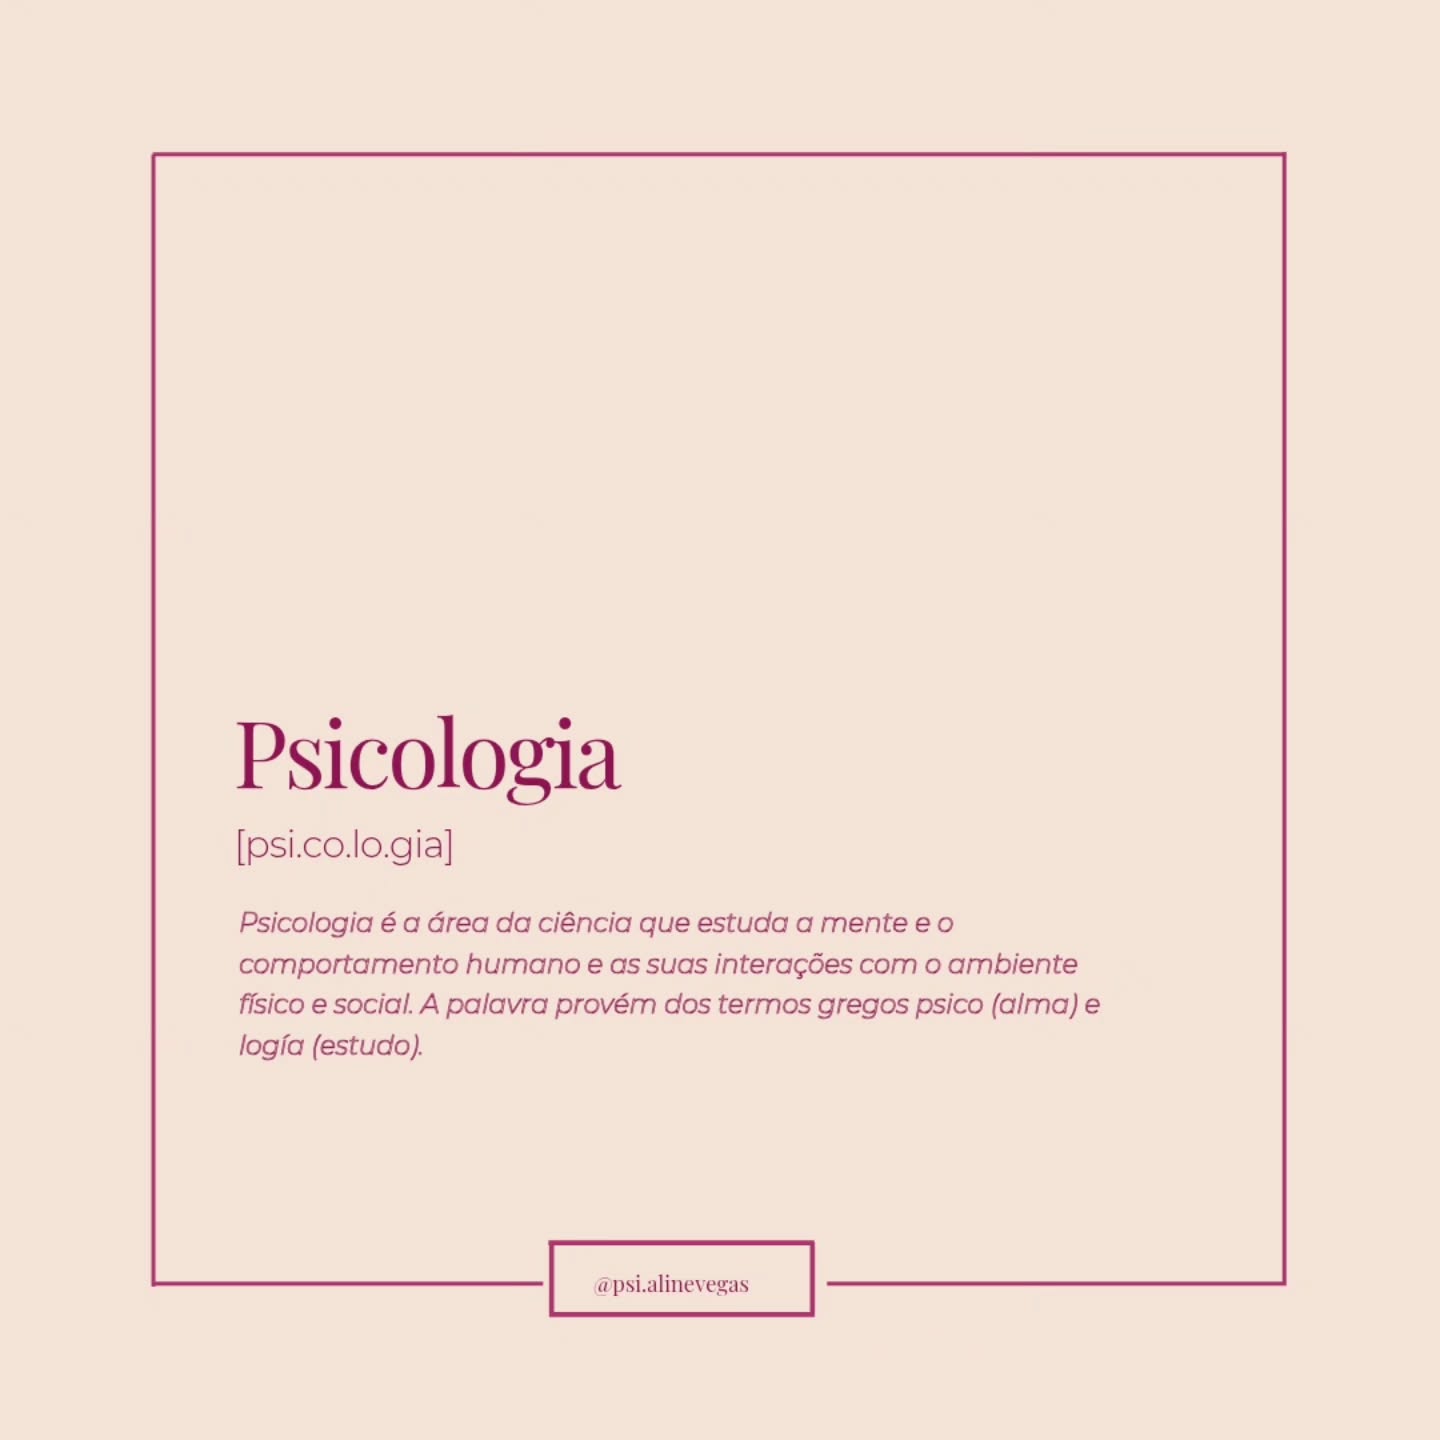 Psicologia
[psi.co.lo.gia]
Psicologia é a área da ciência que estuda a mente e o
comportamento humano e as suas interações com o ambiente
físico e social. A palavra provém dos termos gregos psico (alma) e
logía (estudo).
@psi.alinevegas